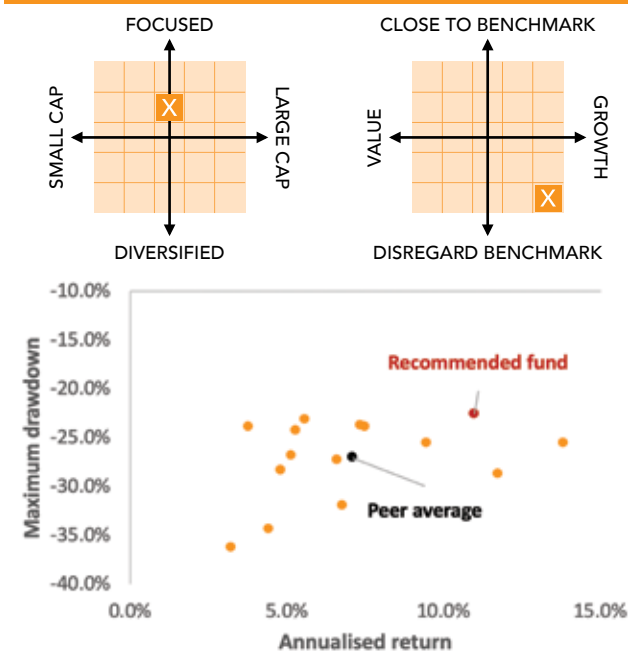 FOCUSED
SMALL CAP
X
LARGE CAP
DIVERSIFIED
CLOSE TO BENCHMARK
VALUE
GROWTH
X
DISREGARD BENCHMARK
Maximum drawdown
-10.0%
-15.0%
-20.0%
-25.0%
-30.0%
-35.0%
-40.0%
Recommended fund
Peer average
0.0%
5.0%
10.0%
15.0%
Annualised return